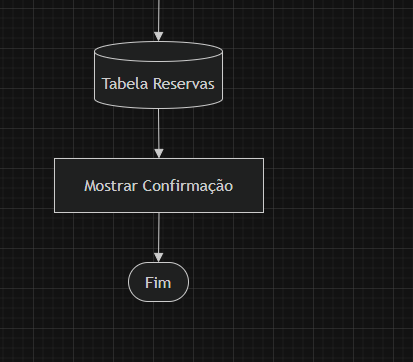 Tabela Reservas
Mostrar Confirmação
Fim